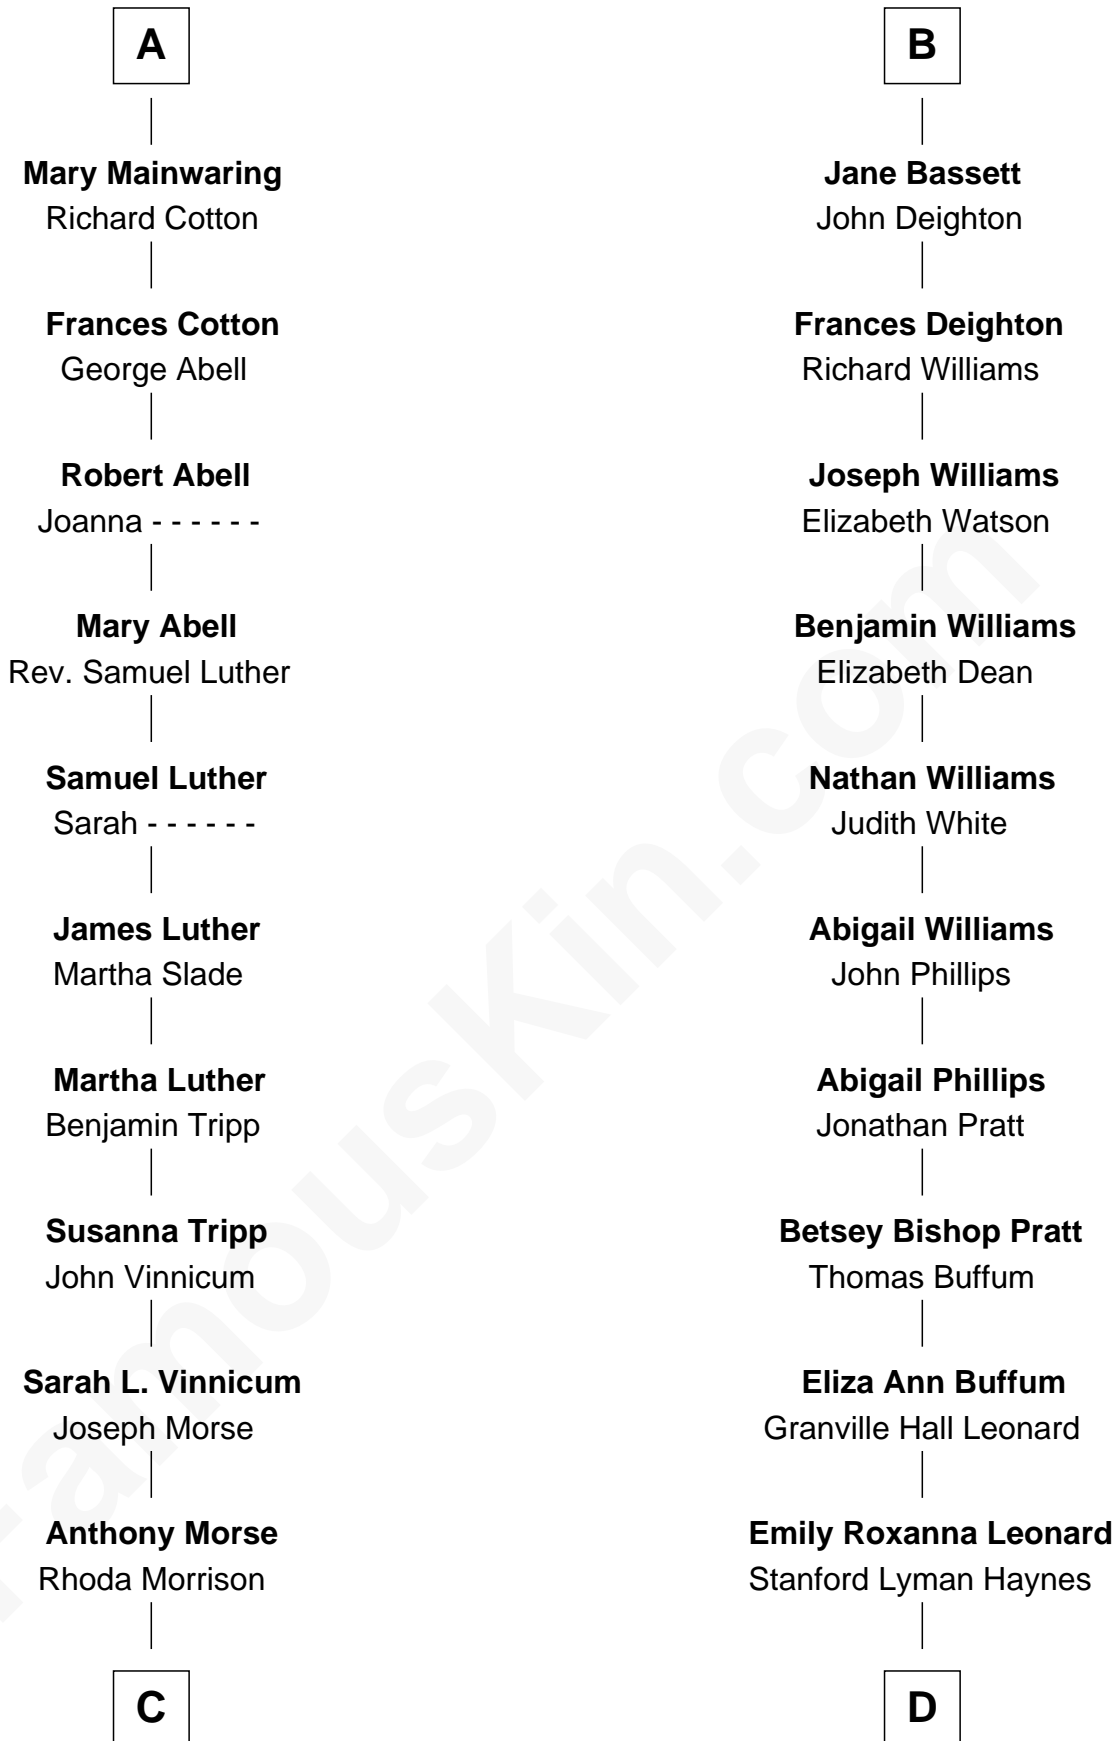 A
Mary Mainwaring
Richard Cotton
Frances Cotton
George Abell
Robert Abell
Joanna - - - - - -
Mary Abell
Rev. Samuel Luther
Samuel Luther
Sarah - - - - - -
James Luther
Martha Slade
Martha Luther
Benjamin Tripp
Susanna Tripp
John Vinnicum
Sarah L. Vinnicum
Joseph Morse
Anthony Morse
Rhoda Morrison
C
B
Jane Bassett
John Deighton
Frances Deighton
Richard Williams
Joseph Williams
Elizabeth Watson
Benjamin Williams
Elizabeth Dean
Nathan Williams
Judith White
Abigail Williams
John Phillips
Abigail Phillips
Jonathan Pratt
Betsey Bishop Pratt
Thomas Buffum
Eliza Ann Buffum
Granville Hall Leonard
Emily Roxanna Leonard
Stanford Lyman Haynes
D
FamousKin.com